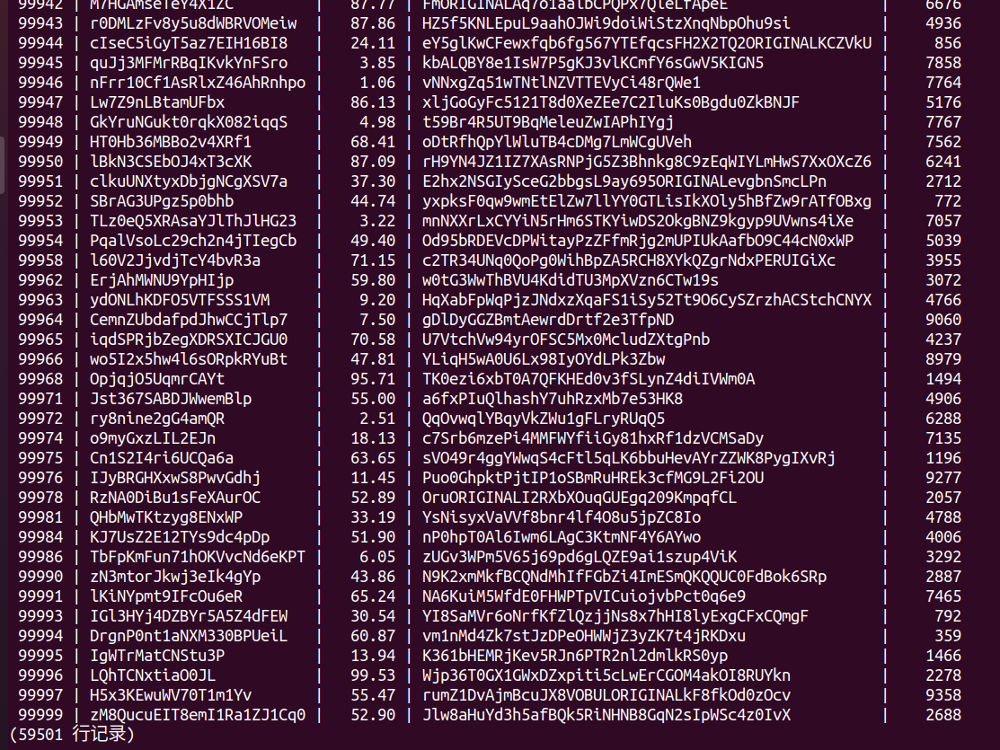 99942 | M7HGAmseTeY4X1ZC | 87.77 | FmORIGINALAq7o1aalbCPQPx7QleLfApeE | 6676
99943 | r0DMLzFv8y5u8dWBRVOMeiw | 87.86 | HZ5f5KNLEpuL9aahOJWi9doiWiStzXnqNbpOhu9si | 4936
99944 | cIseC5iGyT5az7EIH16BI8 | 24.11 | eY5glKwCFewxfqb6fg567YTEfqcsFH2X2TQ2ORIGINALKCZVkU | 856
99945 | quJj3MFMrRBqIKvkYnFSro | 3.85 | kbALQBY8e1IsW7P5gKJ3vlKCmfY6sGwV5KIGN5 | 7858
99946 | nFrr10Cf1AsRlxZ46AhRnhpo | 1.06 | vNNxgZq51wTNtlNZVTTEVyCi48rQWe1 | 7764
99947 | Lw7Z9nLBtamUFbx | 86.13 | xljGoGyFc5121T8d0XeZEe7C2IluKs0Bgdu0ZkBNJF | 5176
99948 | GkYruNGukt0rqkX082iqqS | 4.98 | t59Br4R5UT9BqMeleuZwIAPhIYgj | 7767
99949 | HT0Hb36MBBo2v4XRf1 | 68.41 | oDtRfhQpYlWluTB4cDMg7LmWCgUVeh | 7562
99950 | lBkN3CSEbOJ4xT3cXK | 87.09 | rH9YN4JZ1IZ7XAsRNPjG5Z3Bhnkg8C9zEqWIYLmHwS7XxOXcZ6 | 6241
99951 | clkuUNXtyxDbjgNCgXSV7a | 37.30 | E2hx2NSGIySceG2bbgsL9ay695ORIGINALevgbnSmcLPn | 2712
99952 | SBrAG3UPgz5p0bhb | 44.74 | yxpksF0qw9wmEtElZw7llYY0GTLisIkXOly5hBfZw9rATfOBxg | 772
99953 | TLz0eQ5XRAsaYJlThJlHG23 | 3.22 | mnNXXrLxCYYiN5rHm6STKYiwDS2OkgBNZ9kgyp9UVwns4iXe | 7057
99954 | PqalVsoLc29ch2n4jTIegCb | 49.40 | Od95bRDEVcDPWitayPzZFfmRjg2mUPIUkAafbO9C44cN0xWP | 5039
99958 | l60V2JjvdjTcY4bvR3a | 71.15 | c2TR34UNq0QoPg0WihBpZA5RCH8XYkQZgrNdxPERUIGiXc | 3955
99962 | ErjAhMWNU9YpHIjp | 59.80 | w0tG3WwThBVU4KdidTU3MpXVzn6CTw19s | 3072
99963 | ydONLhKDFO5VTFSSS1VM | 9.20 | HqXabFpWqPjzJNdxzXqaFS1iSy52Tt9O6CySZrzhACStchCNYX | 4766
99964 | CemnZUbdafpdJhwCCjTlp7 | 7.50 | gDlDyGGZBmtAewrdDrtf2e3TfpND | 9060
99965 | iqdSPRjbZegXDRSXICJGU0 | 70.58 | U7VtchVw94yrOFSC5Mx0McludZXtgPnb | 4237
99966 | wo5I2x5hw4l6sORpkRYuBt | 47.81 | YLiqH5wA0U6Lx98IyOYdLPk3Zbw | 8979
99968 | OpjqjO5UqmrCAYt | 95.71 | TK0ezi6xbT0A7QFKHEd0v3fSLynZ4diIVWm0A | 1494
99971 | Jst367SABDJWwemBlp | 55.00 | a6fxPIuQlhashY7uhRzxMb7e53HK8 | 4906
99972 | ry8nine2gG4amQR | 2.51 | QqOvwqlYBqyVkZWu1gFLryRUqQ5 | 6288
99974 | o9myGxzLIL2EJn | 18.13 | c7Srb6mzePi4MMFWYfiiGy81hxRf1dzVCMSaDy | 7135
99975 | Cn1S2I4ri6UCQa6a | 63.65 | sVO49r4ggYWwqS4cFtl5qLK6bbuHevAYrZZWK8PygIXvRj | 1196
99976 | IJyBRGHXxwS8PwvGdhj | 11.45 | Puo0GhpktPjtIP1oSBmRuHREk3cfMG9L2Fi2OU | 9277
99978 | RzNA0DiBu1sFeXAurOC | 52.89 | OruORIGINALI2RXbXOuqGUEgq209KmpqfCL | 2057
99981 | QHbMwTKtzyg8ENxWP | 33.19 | YsNisyxVaVVf8bnr4lf4O8u5jpZC8Io | 4788
99984 | KJ7UsZ2E12TYs9dc4pDp | 51.90 | nP0hpT0Al6Iwm6LAgC3KtmNF4Y6AYwo | 4006
99986 | TbFpKmFun71hOKVvcNd6eKPT | 6.05 | zUGv3WPm5V65j69pd6gLQZE9ai1szup4ViK | 3292
99990 | zN3mtorJkwj3eIk4gYp | 43.86 | N9K2xmMkfBCQNdMhIfFGbZi4ImESmQKQQUC0FdBok6SRp | 2887
99991 | lKiNYpmt9IFcOu6eR | 65.24 | NA6KuiM5WfdE0FHWPTpVICuiojvbPct0q6e9 | 7465
99993 | IGl3HYj4DZBYr5A5Z4dFEW | 30.54 | YI8SaMVr6oNrfKfZlQzjjNs8x7hHI8lyExgCFxCQmgF | 792
99994 | DrgnP0nt1aNXM330BPUeiL | 60.87 | vm1nMd4Zk7stJzDPeOHWWjZ3yZK7t4jRKDxu | 359
99995 | IgWTrMatCNStu3P | 13.94 | K361bHEMRjKev5RJn6PTR2nl2dmlkRS0yp | 1466
99996 | LQhTCNxtiaO0JL | 99.53 | Wjp36T0GX1GWxDZxpiti5cLwErCGOM4akOI8RUYkn | 2278
99997 | H5x3KEwuWV70T1m1Yv | 55.47 | rumZ1DvAjmBcuJX8VOBULORIGINALkF8fkOd0zOcv | 9358
99999 | zM8QucuEIT8emI1Ra1ZJ1Cq0 | 52.90 | Jlw8aHuYd3h5afBQk5RiNHNB8GqN2sIpWSc4z0IvX | 2688
(59501 行记录)